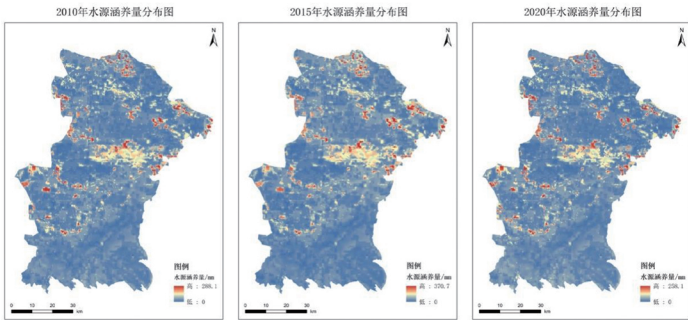 2010年水源涵养量分布图
N
图例
水源涵养量/mm
高 : 288.1
低 : 0
0 10 20 30
km
2015年水源涵养量分布图
N
图例
水源涵养量/mm
高 : 370.7
低 : 0
0 10 20 30
km
2020年水源涵养量分布图
N
图例
水源涵养量/mm
高 : 258.1
低 : 0
0 10 20 30
km